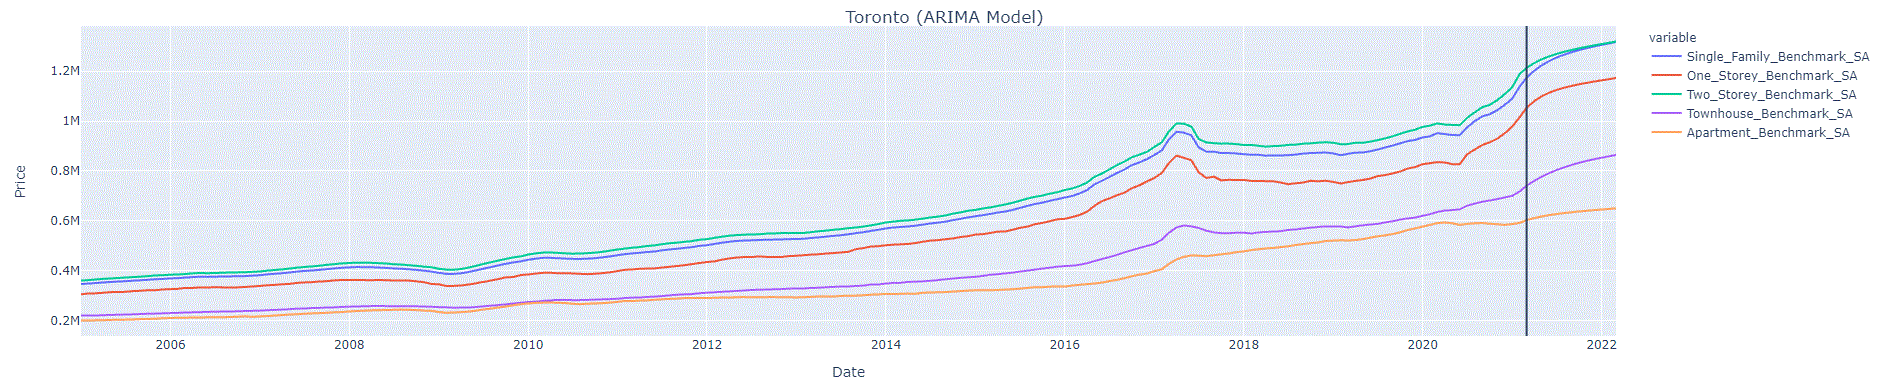 Toronto (ARIMA Model)
variable
Single_Family_Benchmark_SA
One_Storey_Benchmark_SA
Two_Storey_Benchmark_SA
Townhouse_Benchmark_SA
Apartment_Benchmark_SA
Price
1.2M
1M
0.8M
0.6M
0.4M
0.2M
2006 2008 2010 2012 2014 2016 2018 2020 2022
Date